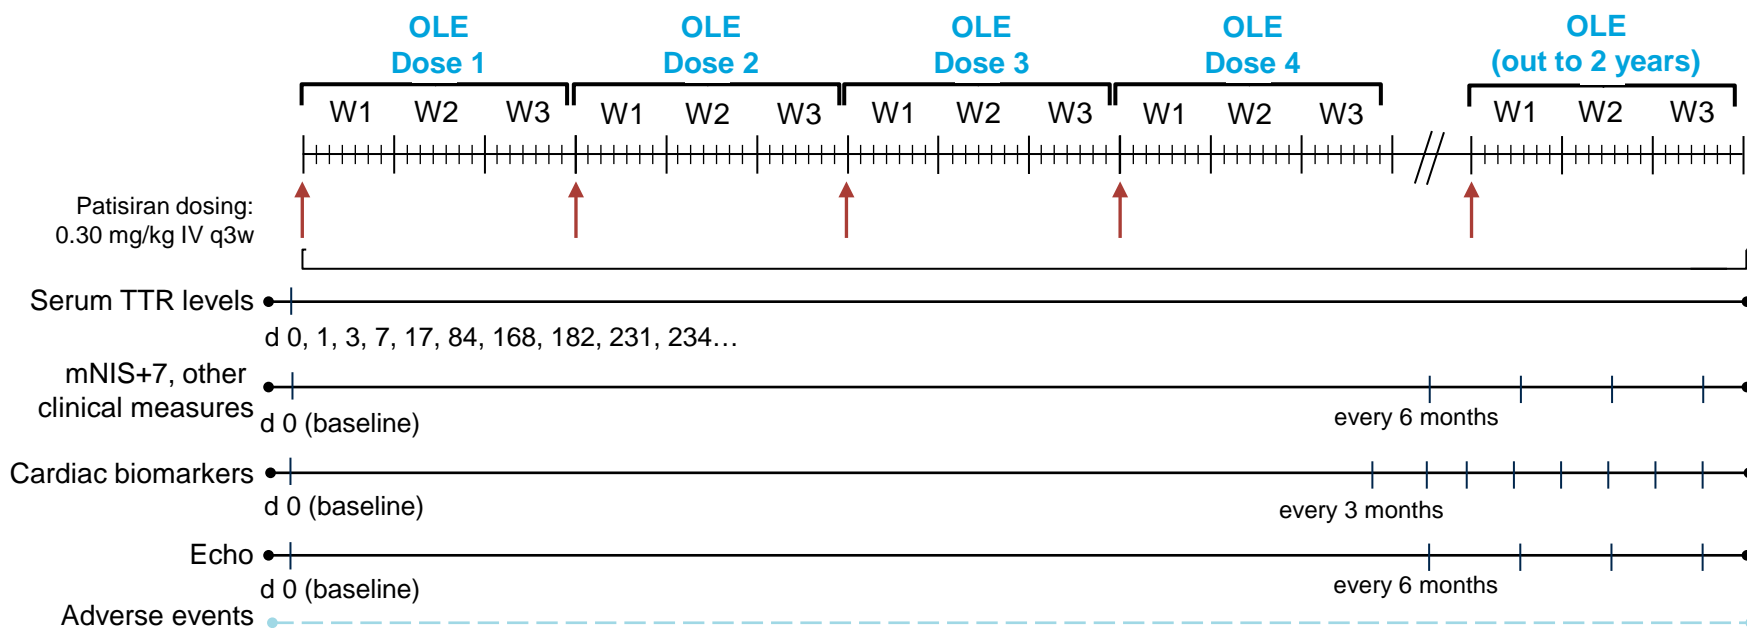 OLE
Dose 1
OLE
Dose 2
OLE
Dose 3
OLE
Dose 4
OLE
(out to 2 years)
W1 W2 W3 W1 W2 W3 W1 W2 W3 W1 W2 W3 W1 W2 W3
Patisiran dosing:
0.30 mg/kg IV q3w
Serum TTR levels
d 0, 1, 3, 7, 17, 84, 168, 182, 231, 234…
mNIS+7, other
clinical measures
d 0 (baseline)
every 6 months
Cardiac biomarkers
d 0 (baseline)
every 3 months
Echo
d 0 (baseline)
every 6 months
Adverse events